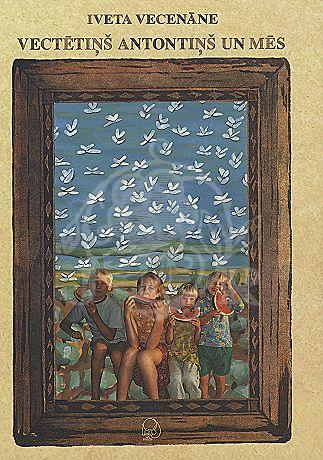 IVETA VECENĀNE
VECTĒTIŅŠ ANTONTIŅŠ UN MĒS